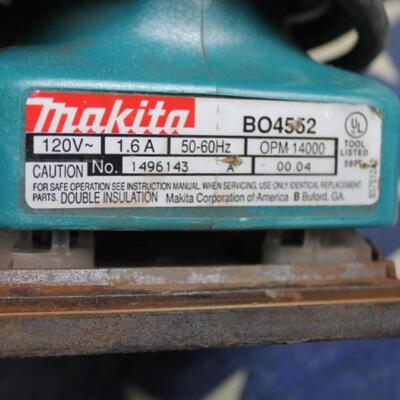 makita BO4552
UL
120V~ 1.6 A 50-60Hz OPM 14000 TOOL LISTED
CAUTION No. 1496143 A 00 04
FOR SAFE OPERATION SEE INSTRUCTION MANUAL. WHEN SERVICING, USE ONLY IDENTICAL REPLACEMENT
PARTS. DOUBLE INSULATION Makita Corporation of America B Buford, GA.